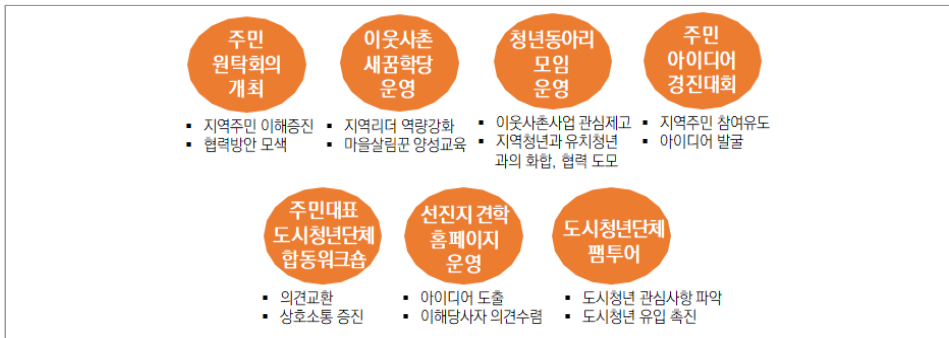 주민
원탁회의
개최
▪ 지역주민 이해증진
▪ 협력방안 모색
이웃사촌
새꿈학당
운영
▪ 지역리더 역량강화
▪ 마을살림꾼 양성교육
청년동아리
모임
운영
▪ 이웃사촌사업 관심제고
▪ 지역청년과 유치청년
과의 화합, 협력 도모
주민
아이디어
경진대회
▪ 지역주민 참여유도
▪ 아이디어 발굴
주민대표
도시청년단체
합동워크숍
▪ 의견교환
▪ 상호소통 증진
선진지 견학
홈페이지
운영
▪ 아이디어 도출
▪ 이해당사자 의견수렴
도시청년단체
팸투어
▪ 도시청년 관심사항 파악
▪ 도시청년 유입 촉진